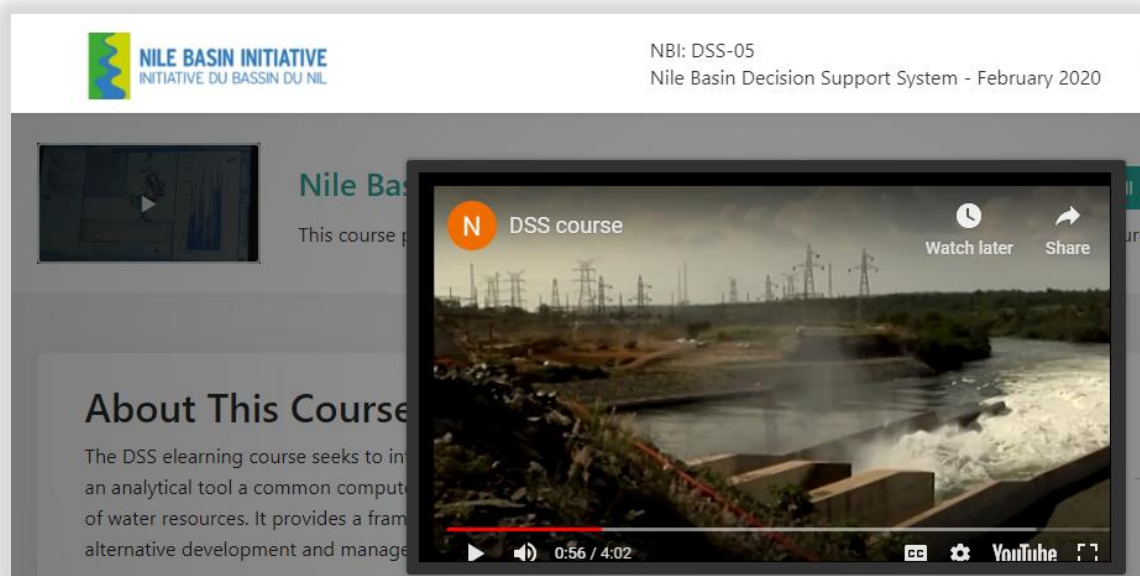 NILE BASIN INITIATIVE
INITIATIVE DU BASSIN DU NIL
NBI: DSS-05
Nile Basin Decision Support System - February 2020
Nile Bas
This course p
N DSS course
Watch later
Share
About This Course
The DSS elearning course seeks to in
an analytical tool a common compute
of water resources. It provides a fram
alternative development and manage
0:56 / 4:02
CC
YouTube